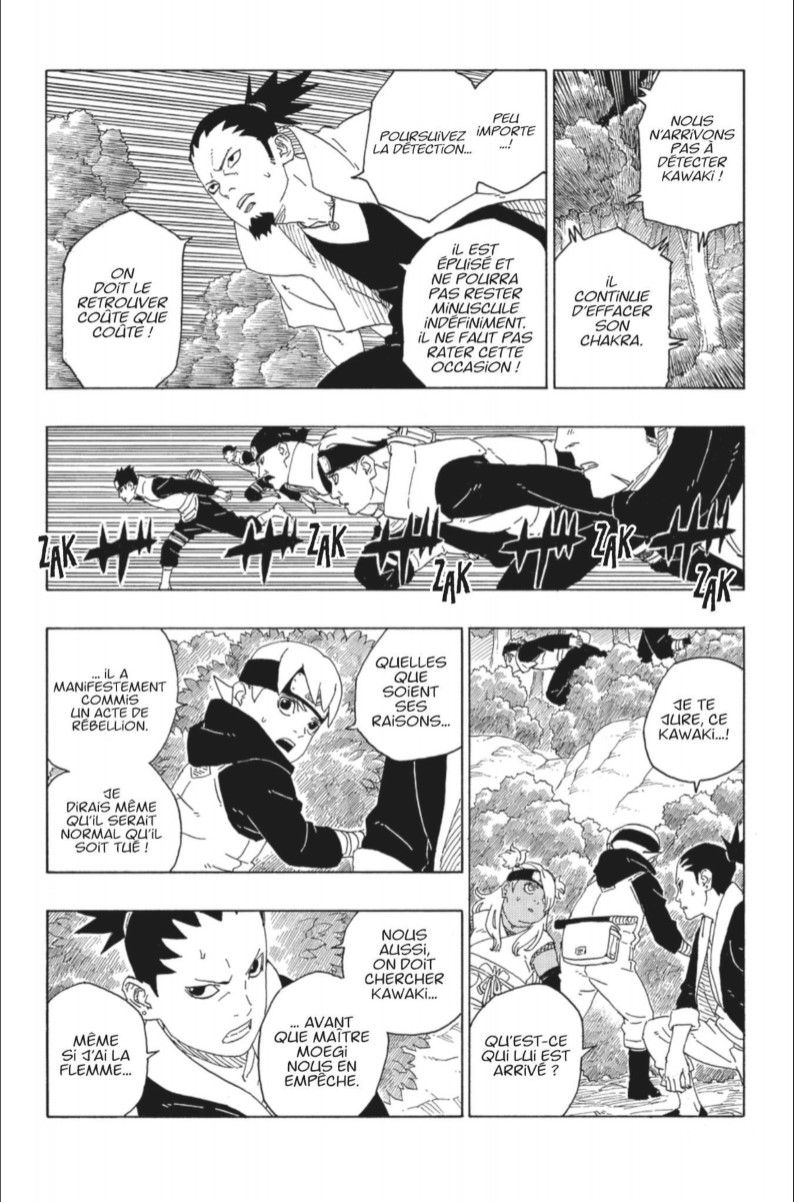 NOUS
N'ARRIVONS
PAS À
DÉTECTER
KAWAKI !
IL
CONTINUE
D'EFFACER
SON
CHAKRA.
PEU
IMPORTE
...!
POURSUIVEZ
LA DÉTECTION...
IL EST
ÉPUISÉ ET
NE POURRA
PAS RESTER
MINUSCULE
INDÉFINIMENT.
IL NE FAUT PAS
RATER CETTE
OCCASION !
ON
DOIT LE
RETROUVER
COÛTE QUE
COÛTE !
ZAK
ZAK
ZAK
ZAK
ZAK
JE TE
JURE, CE
KAWAKI...!
QU'EST-CE
QUI LUI EST
ARRIVÉ ?
QUELLES
QUE
SOIENT
SES
RAISONS...
... IL A
MANIFESTEMENT
COMMIS
UN ACTE DE
RÉBELLION.
JE
DIRAIS MÊME
QU'IL SERAIT
NORMAL QU'IL
SOIT TUÉ !
NOUS
AUSSI,
ON DOIT
CHERCHER
KAWAKI...
... AVANT
QUE MAÎTRE
MOEGI
NOUS EN
EMPÊCHE.
MÊME
SI J'AI LA
FLEMME...